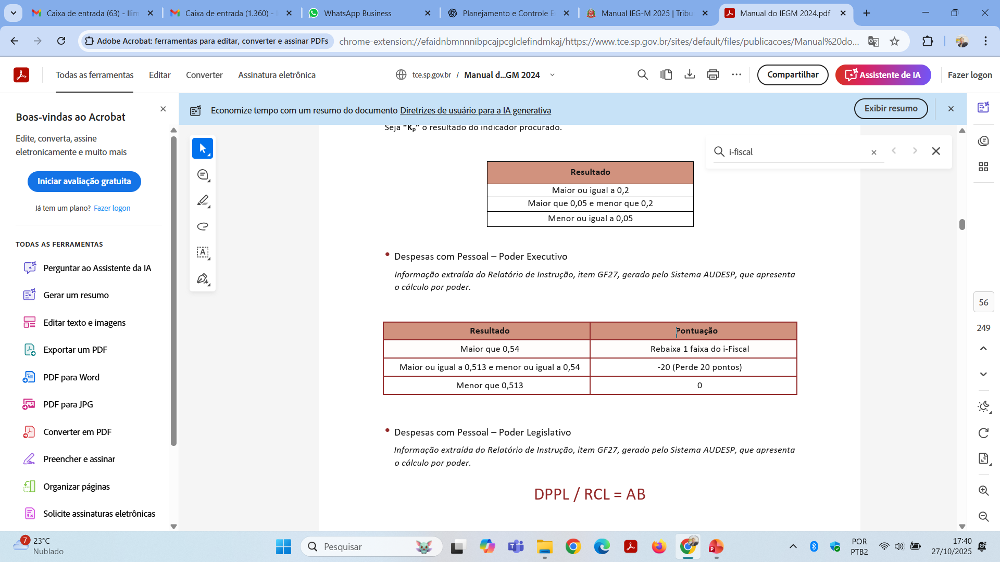 Caixa de entrada (63) - Ilim
Caixa de entrada (1.360) -
WhatsApp Business
Planejamento e Controle E
Manual IEG-M 2025 | Tribu
Manual do IEGM 2024.pdf
Adobe Acrobat: ferramentas para editar, converter e assinar PDFs
chrome-extension://efaidnbmnnnibpcajpcglclefindmkaj/https://www.tce.sp.gov.br/sites/default/files/publicacoes/Manual%20do...
Todas as ferramentas
Editar
Converter
Assinatura eletrônica
tce.sp.gov.br / Manual d...GM 2024
Compartilhar
Assistente de IA
Fazer logon
Boas-vindas ao Acrobat
Edite, converta, assine
eletronicamente e muito mais
Iniciar avaliação gratuita
Já tem um plano? Fazer logon
TODAS AS FERRAMENTAS
Perguntar ao Assistente da IA
Gerar um resumo
Editar texto e imagens
Exportar um PDF
PDF para Word
PDF para JPG
Converter em PDF
Preencher e assinar
Organizar páginas
Solicite assinaturas eletrônicas
Economize tempo com um resumo do documento Diretrizes de usuário para a IA generativa
Exibir resumo
Seja “Kp” o resultado do indicador procurado.
i-fiscal
Resultado
Maior ou igual a 0,2
Maior que 0,05 e menor que 0,2
Menor ou igual a 0,05
• Despesas com Pessoal – Poder Executivo
Informação extraída do Relatório de Instrução, item GF27, gerado pelo Sistema AUDESP, que apresenta
o cálculo por poder.
Resultado Pontuação
Maior que 0,54 Rebaixa 1 faixa do i-Fiscal
Maior ou igual a 0,513 e menor ou igual a 0,54 -20 (Perde 20 pontos)
Menor que 0,513 0
• Despesas com Pessoal – Poder Legislativo
Informação extraída do Relatório de Instrução, item GF27, gerado pelo Sistema AUDESP, que apresenta
o cálculo por poder.
DPPL / RCL = AB
56
249
7
23°C
Nublado
Pesquisar
POR
PTB2
17:40
27/10/2025